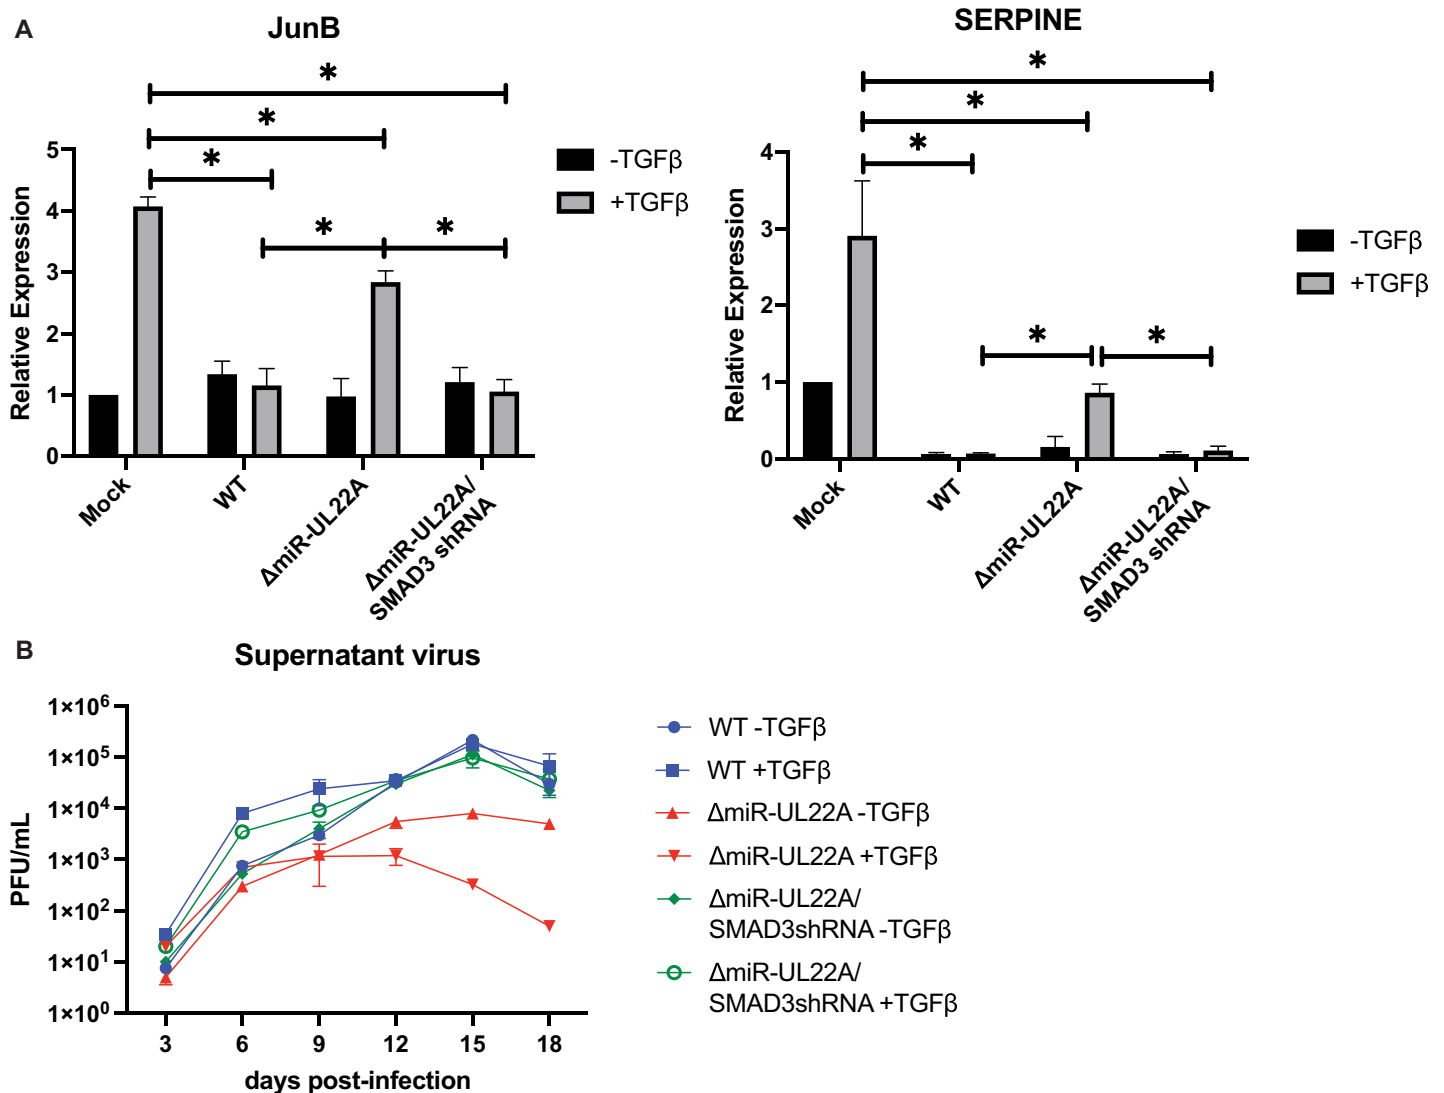 A
JunB
*
*
*
*
*
Relative Expression
5
4
3
2
1
0
Mock
WT
ΔmiR-UL22A
ΔmiR-UL22A/
SMAD3 shRNA
-TGFβ
+TGFβ
SERPINE
*
*
*
*
*
Relative Expression
4
3
2
1
0
Mock
WT
ΔmiR-UL22A
ΔmiR-UL22A/
SMAD3 shRNA
-TGFβ
+TGFβ
B
Supernatant virus
PFU/mL
1×10⁶
1×10⁵
1×10⁴
1×10³
1×10²
1×10¹
1×10⁰
3 6 9 12 15 18
days post-infection
WT -TGFβ
WT +TGFβ
ΔmiR-UL22A -TGFβ
ΔmiR-UL22A +TGFβ
ΔmiR-UL22A/
SMAD3shRNA -TGFβ
ΔmiR-UL22A/
SMAD3shRNA +TGFβ